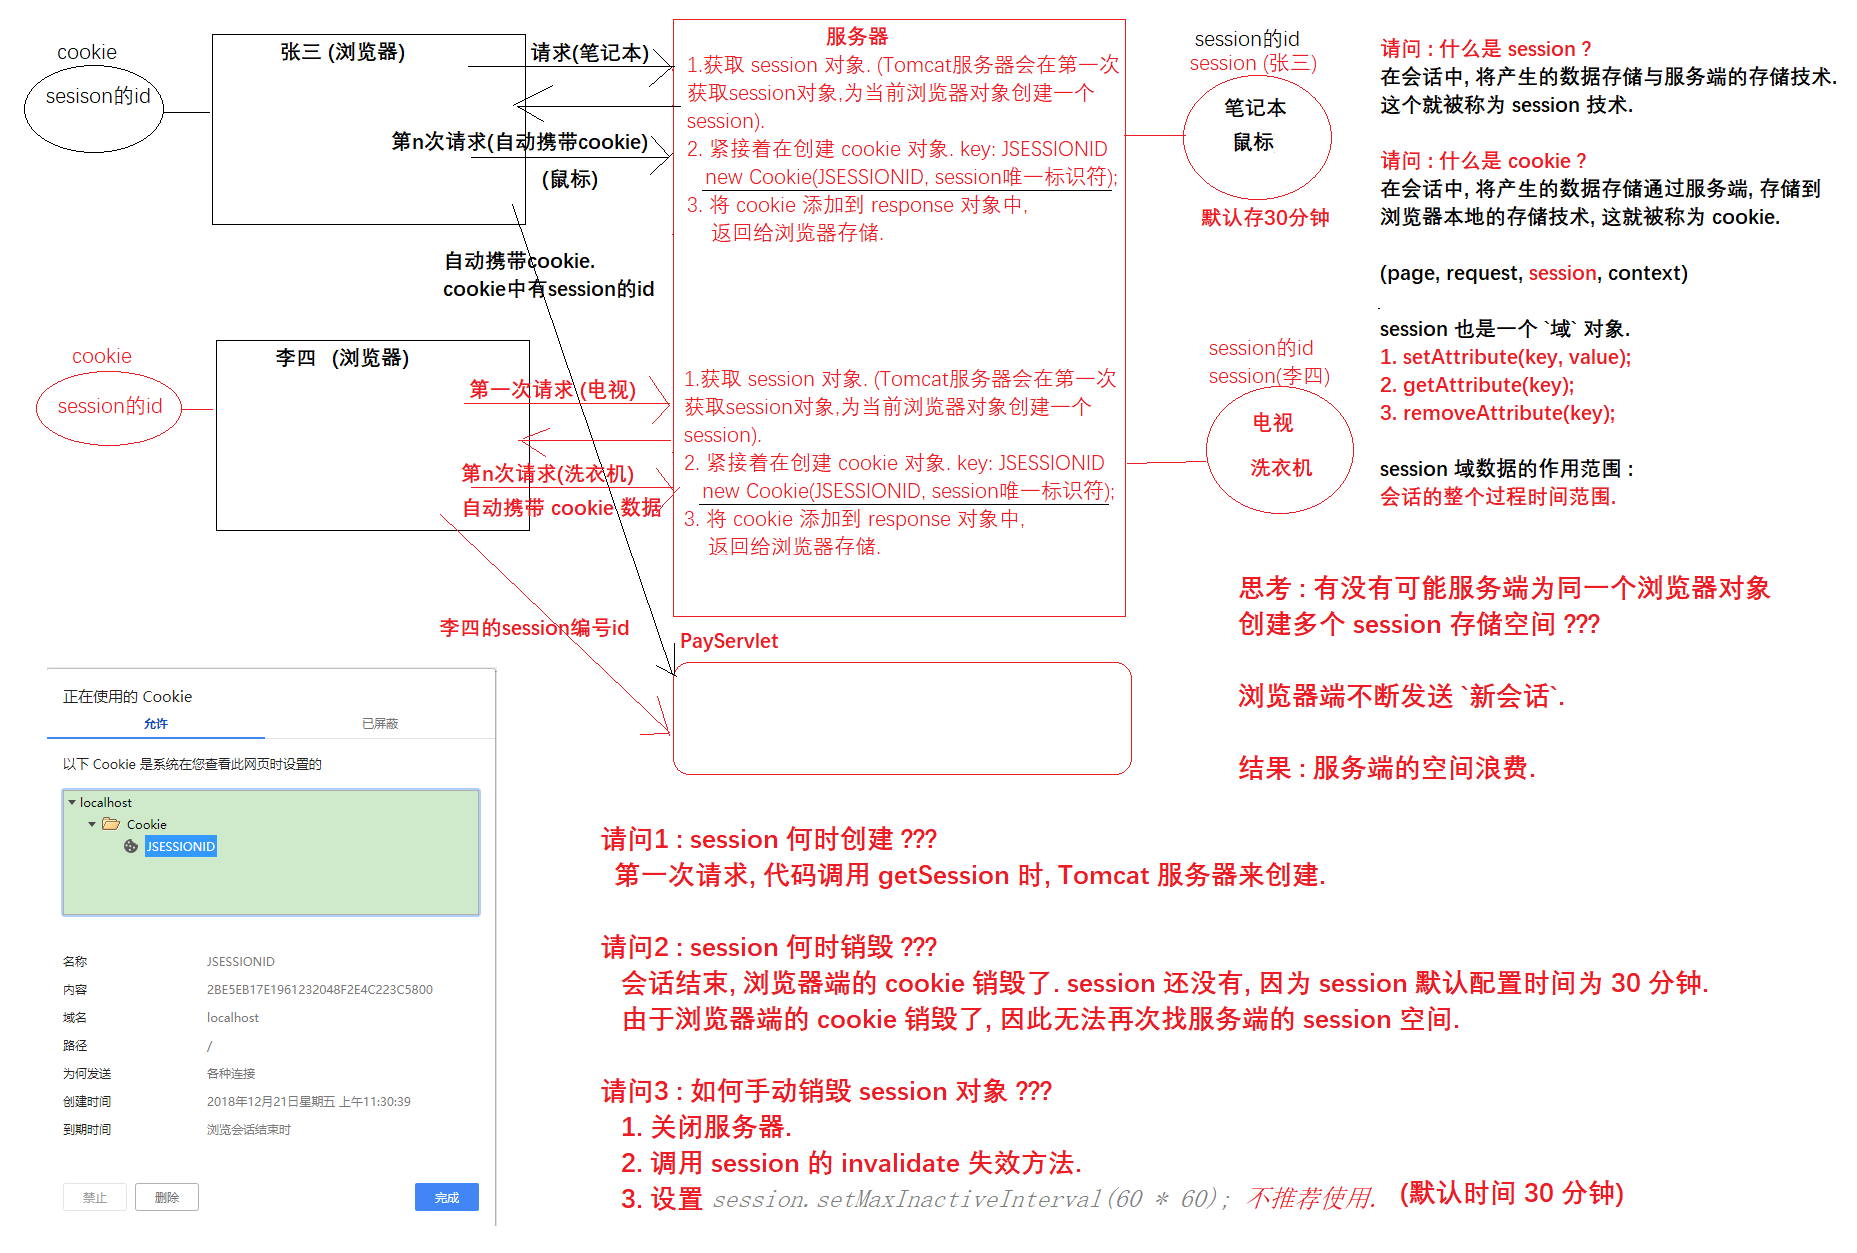 cookie
sesison的id
张三 (浏览器)
请求(笔记本)
第n次请求(自动携带cookie)
(鼠标)
自动携带cookie.
cookie中有session的id
服务器
1.获取 session 对象. (Tomcat服务器会在第一次
获取session对象,为当前浏览器对象创建一个
session).
2. 紧接着在创建 cookie 对象. key: JSESSIONID
new Cookie(JSESSIONID, session唯一标识符);
3. 将 cookie 添加到 response 对象中,
返回给浏览器存储.
session的id
session (张三)
笔记本
鼠标
默认存30分钟
请问 : 什么是 session ?
在会话中, 将产生的数据存储与服务端的存储技术.
这个就被称为 session 技术.
请问 : 什么是 cookie ?
在会话中, 将产生的数据存储通过服务端, 存储到
浏览器本地的存储技术, 这就被称为 cookie.
(page, request, session, context)
session 也是一个 `域` 对象.
1. setAttribute(key, value);
2. getAttribute(key);
3. removeAttribute(key);
session 域数据的作用范围 :
会话的整个过程时间范围.
cookie
session的id
李四 (浏览器)
第一次请求 (电视)
第n次请求(洗衣机)
自动携带 cookie 数据
李四的session编号id
1.获取 session 对象. (Tomcat服务器会在第一次
获取session对象,为当前浏览器对象创建一个
session).
2. 紧接着在创建 cookie 对象. key: JSESSIONID
new Cookie(JSESSIONID, session唯一标识符);
3. 将 cookie 添加到 response 对象中,
返回给浏览器存储.
session的id
session(李四)
电视
洗衣机
PayServlet
思考 : 有没有可能服务端为同一个浏览器对象
创建多个 session 存储空间 ???
浏览器端不断发送 `新会话`.
结果 : 服务端的空间浪费.
正在使用的 Cookie
允许
已屏蔽
以下 Cookie 是系统在您查看此网页时设置的
localhost
Cookie
JSESSIONID
名称 JSESSIONID
内容 2BE5EB17E1961232048F2E4C223C5800
域名 localhost
路径 /
为何发送 各种连接
创建时间 2018年12月21日星期五 上午11:30:39
到期时间 浏览会话结束时
禁止
删除
完成
请问1 : session 何时创建 ???
第一次请求, 代码调用 getSession 时, Tomcat 服务器来创建.
请问2 : session 何时销毁 ???
会话结束, 浏览器端的 cookie 销毁了. session 还没有, 因为 session 默认配置时间为 30 分钟.
由于浏览器端的 cookie 销毁了, 因此无法再次找服务端的 session 空间.
请问3 : 如何手动销毁 session 对象 ???
1. 关闭服务器.
2. 调用 session 的 invalidate 失效方法.
3. 设置 session.setMaxInactiveInterval(60 * 60); 不推荐使用. (默认时间 30 分钟)